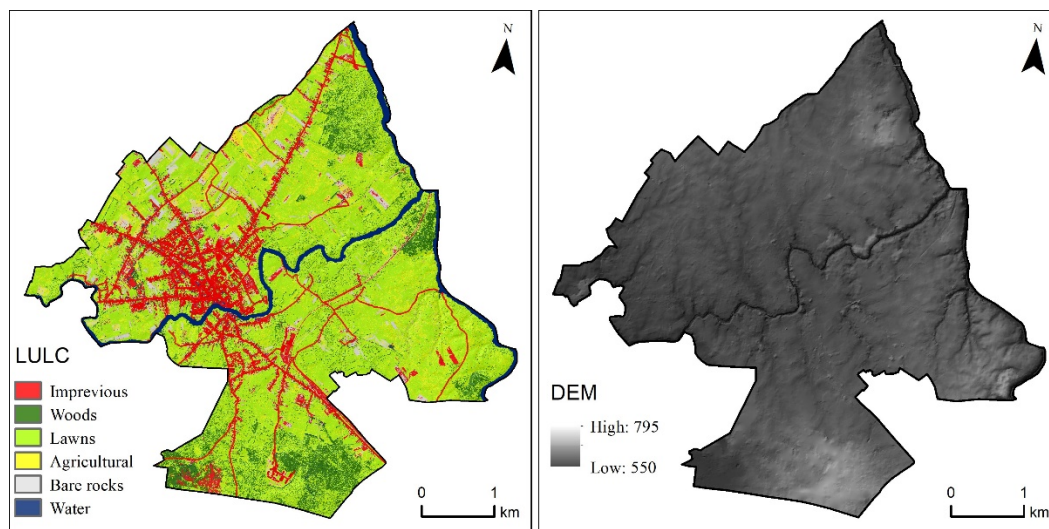 N
LULC
Imprevious
Woods
Lawns
Agricultural
Bare rocks
Water
0 1
km
N
DEM
High: 795
Low: 550
0 1
km